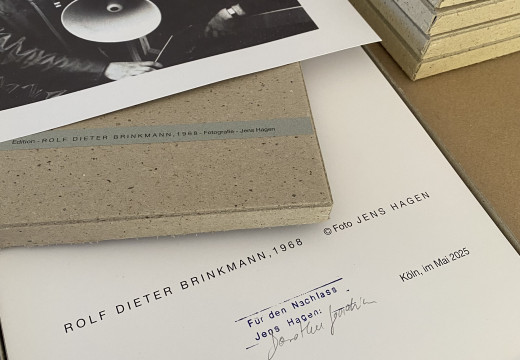 Edition - ROLF DIETER BRINKMANN, 1968 - Fotografie - Jens Hagen
ROLF DIETER BRINKMANN, 1968 © Foto JENS HAGEN
Köln, im Mai 2025
Für den Nachlass
Jens Hagen: